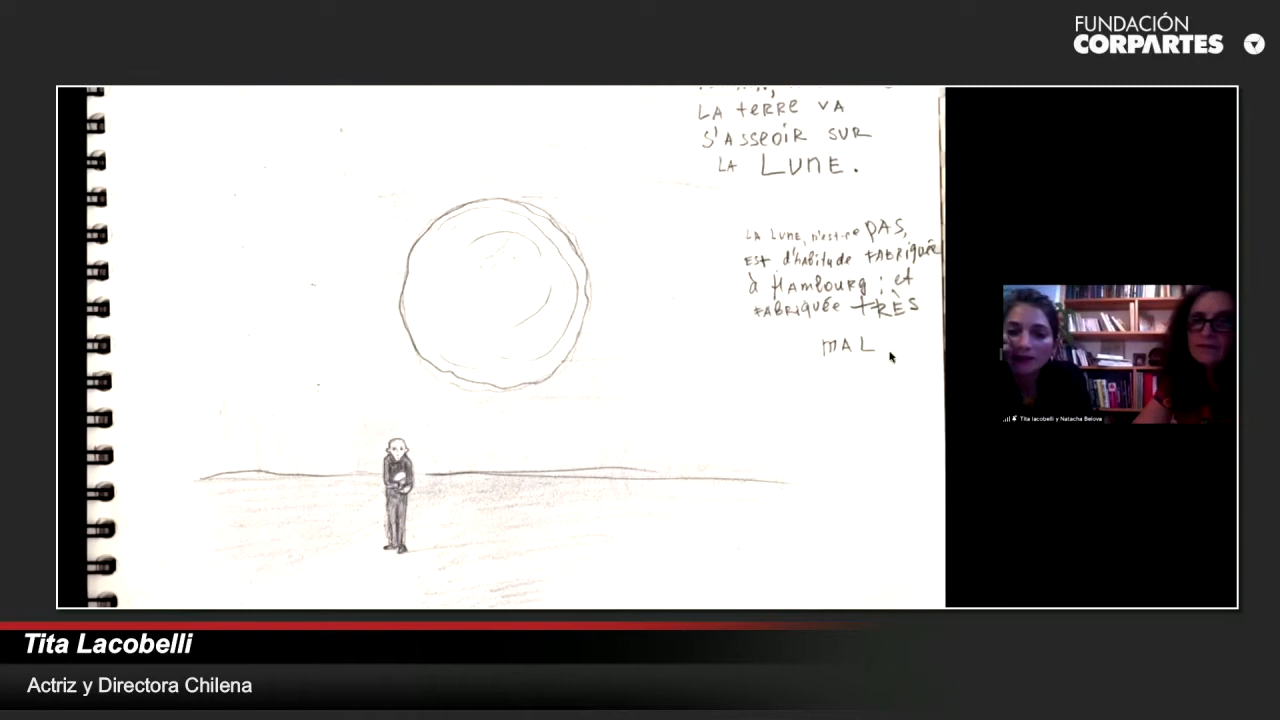 FUNDACIÓN
CORPARTES
LA terre VA
S'ASSEOIR SUR
LA LUNE.
LA LUNE, n'est-ce PAS,
EST d'habitude FABRIQUÉE
à HAMbourg ; et
FABRIQUÉE TRÈS
MAL
Tita Iacobelli y Natacha Belova
Tita Lacobelli
Actriz y Directora Chilena